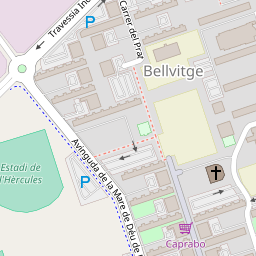 Travessia Ind
Carrer del Prat
P
Bellvitge
Estadi de
l'Hèrcules
Avinguda de la Mare de Déu de
P
Caprabo